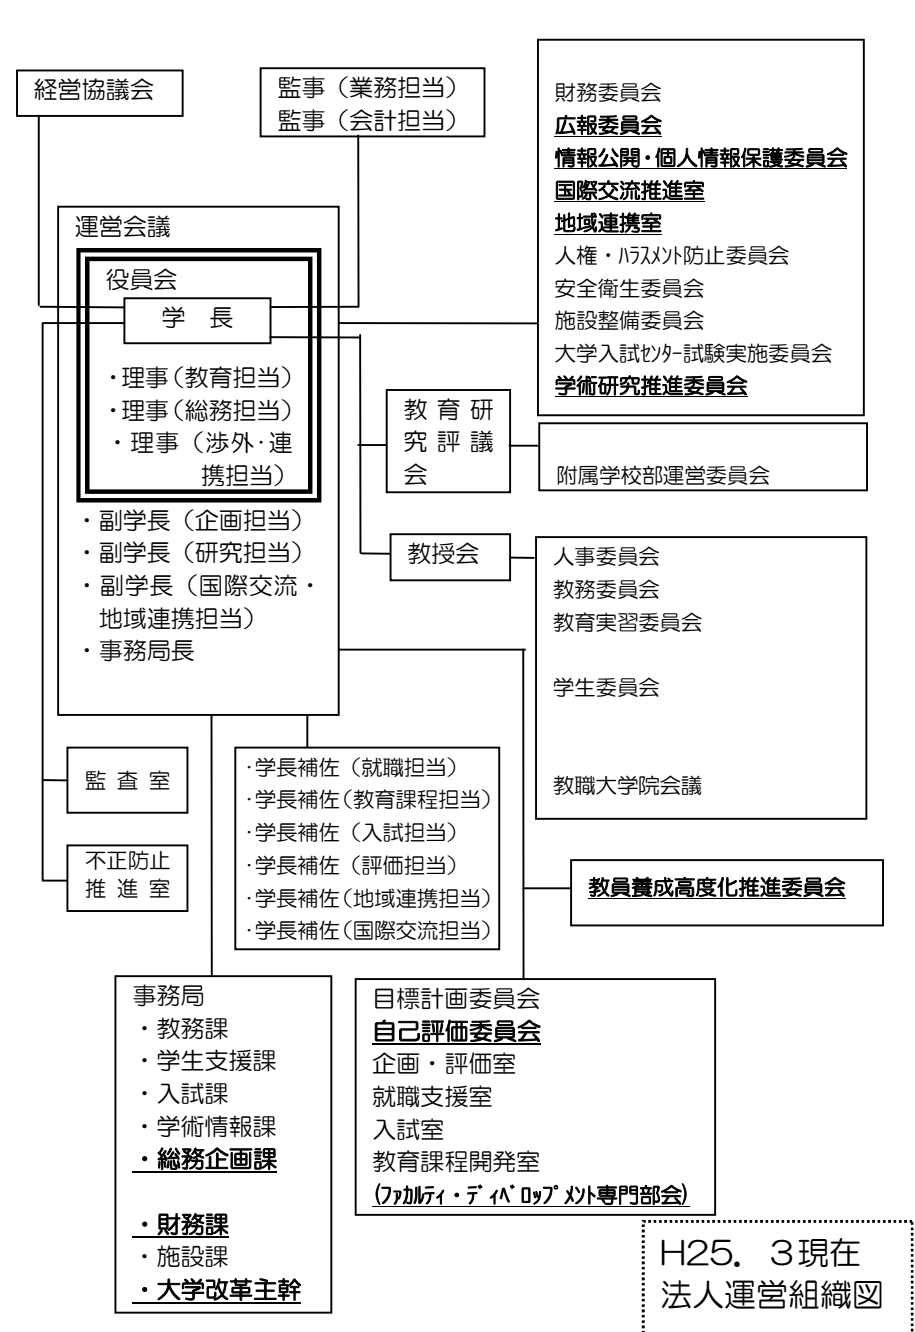 経営協議会
監事（業務担当）
監事（会計担当）
財務委員会
広報委員会
情報公開・個人情報保護委員会
国際交流推進室
地域連携室
人権・ﾊﾗｽﾒﾝﾄ防止委員会
安全衛生委員会
施設整備委員会
大学入試ｾﾝﾀｰ試験実施委員会
学術研究推進委員会
運営会議
役員会
学　長
・理事（教育担当）
・理事（総務担当）
・理事（渉外・連
携担当）
・副学長（企画担当）
・副学長（研究担当）
・副学長（国際交流・
地域連携担当）
・事務局長
教 育 研
究 評 議
会
附属学校部運営委員会
教授会
人事委員会
教務委員会
教育実習委員会
学生委員会
教職大学院会議
監 査 室
不正防止
推 進 室
・学長補佐（就職担当）
・学長補佐（教育課程担当）
・学長補佐（入試担当）
・学長補佐（評価担当）
・学長補佐（地域連携担当）
・学長補佐（国際交流担当）
教員養成高度化推進委員会
事務局
・教務課
・学生支援課
・入試課
・学術情報課
・総務企画課
・財務課
・施設課
・大学改革主幹
目標計画委員会
自己評価委員会
企画・評価室
就職支援室
入試室
教育課程開発室
(ﾌｧｶﾙﾃｨ・ﾃﾞｨﾍﾞﾛｯﾌﾟﾒﾝﾄ専門部会)
H25．3現在
法人運営組織図